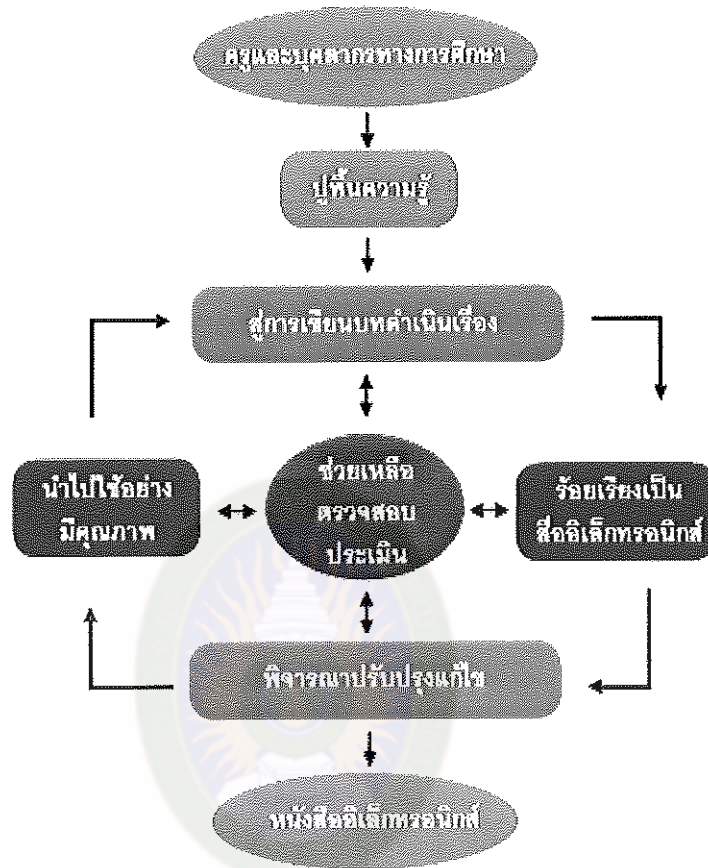 ครูและบุคลากรทางการศึกษา
ปูพื้นความรู้
สู่การเขียนบทดำเนินเรื่อง
นำไปใช้อย่าง
มีคุณภาพ
ช่วยเหลือ
ตรวจสอบ
ประเมิน
ร้อยเรียงเป็น
สื่ออิเล็กทรอนิกส์
พิจารณาปรับปรุงแก้ไข
หนังสืออิเล็กทรอนิกส์